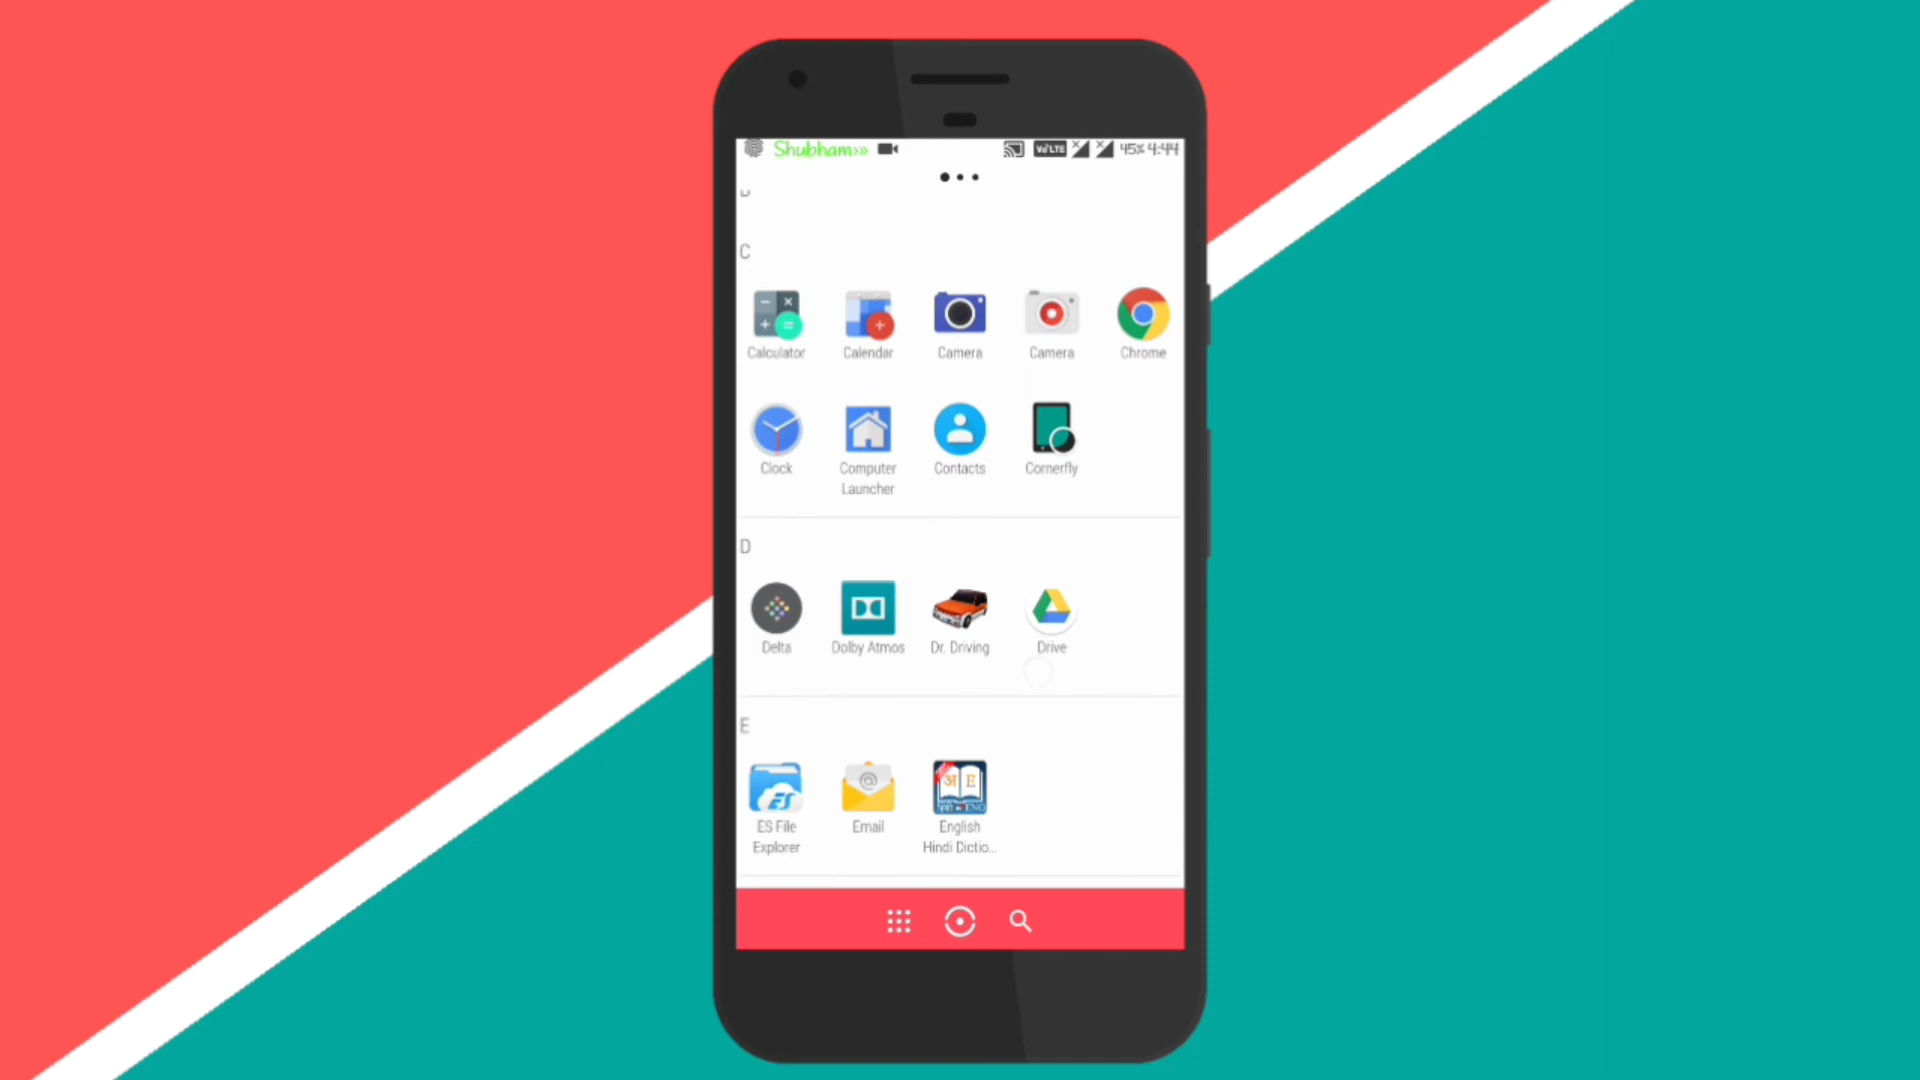 Shubham»» VoLTE 45% 4:44
C
Calculator Calendar Camera Camera Chrome
Clock Computer Launcher Contacts Cornerfly
D
Delta Dolby Atmos Dr. Driving Drive
E
ES File Explorer Email English Hindi Dictio...